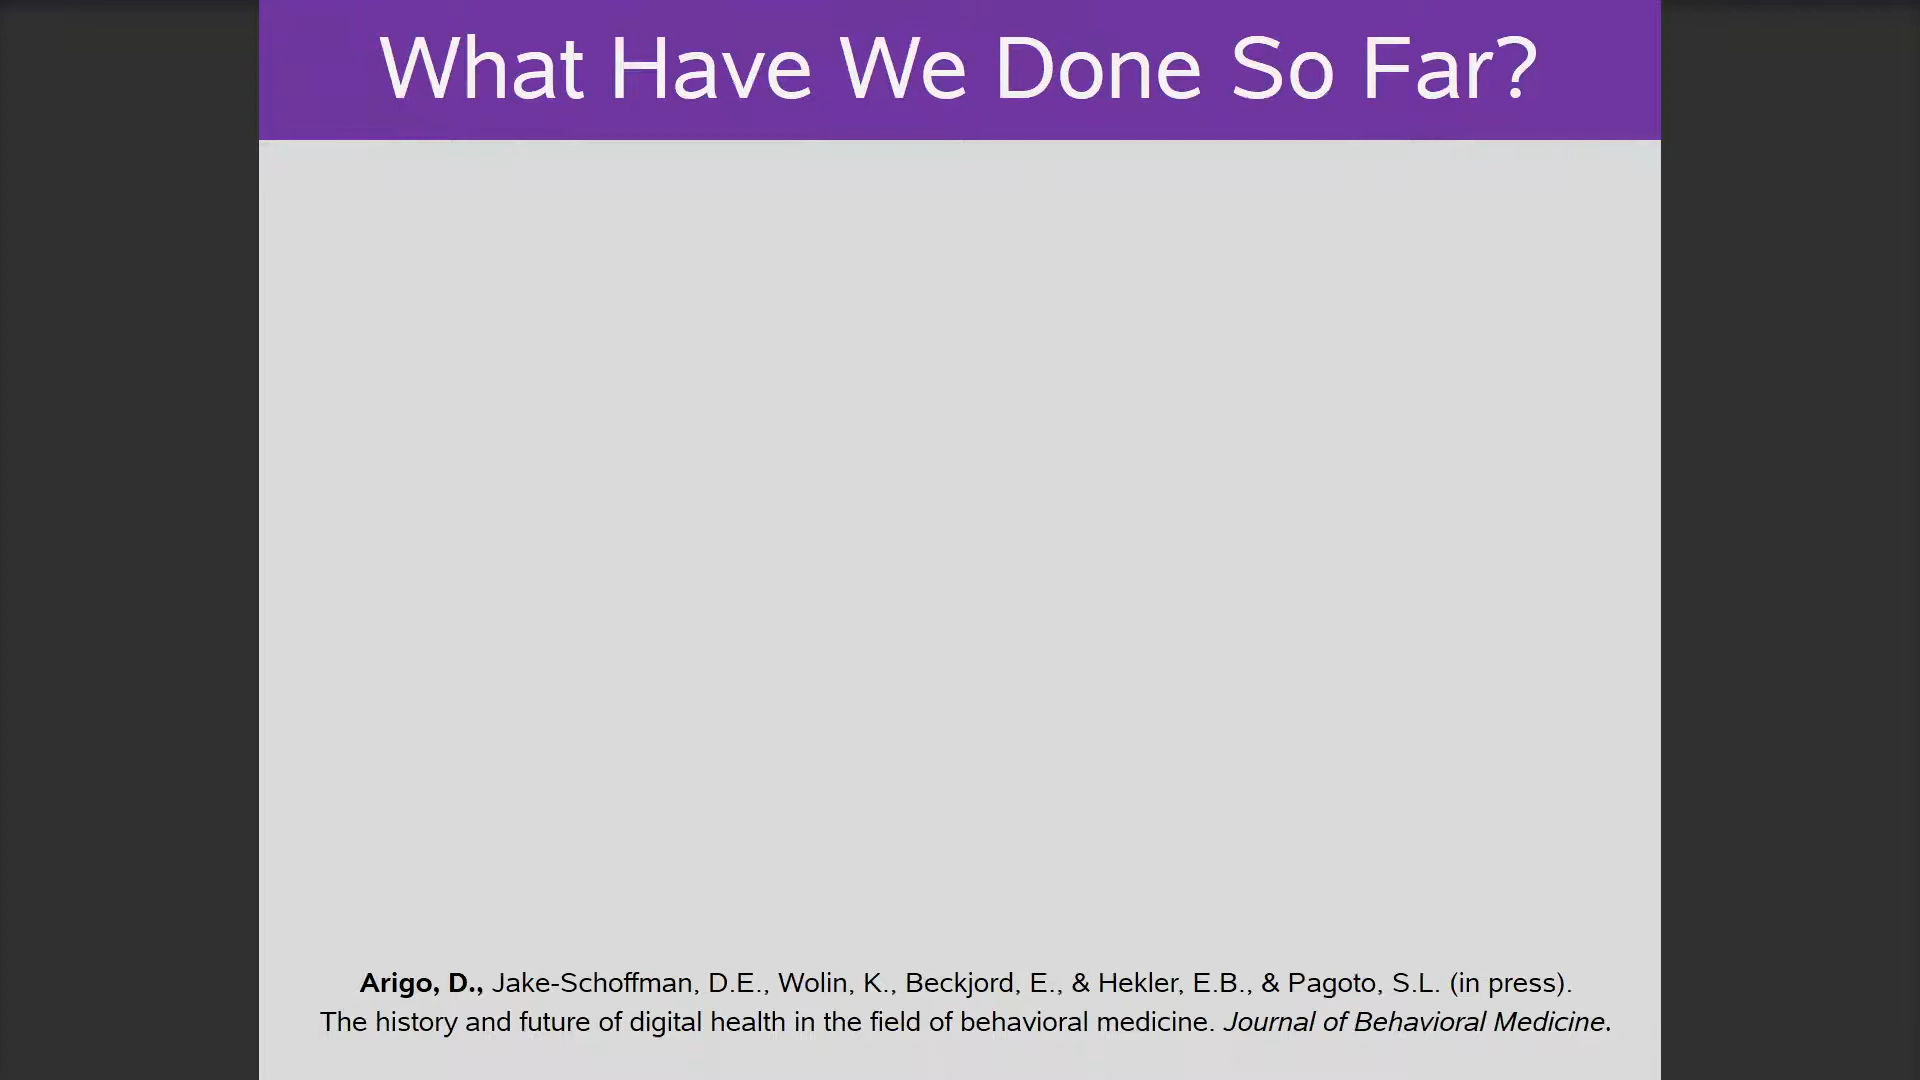 What Have We Done So Far?
Arigo, D., Jake-Schoffman, D.E., Wolin, K., Beckjord, E., & Hekler, E.B., & Pagoto, S.L. (in press).
The history and future of digital health in the field of behavioral medicine. Journal of Behavioral Medicine.